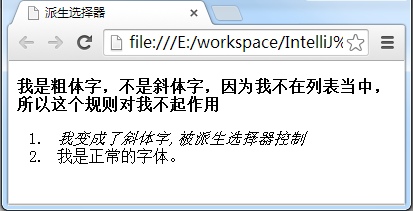 派生选择器
file:///E:/workspace/IntelliJ%
我是粗体字，不是斜体字，因为我不在列表当中，
所以这个规则对我不起作用
1. 我变成了斜体字,被派生选择器控制
2. 我是正常的字体。